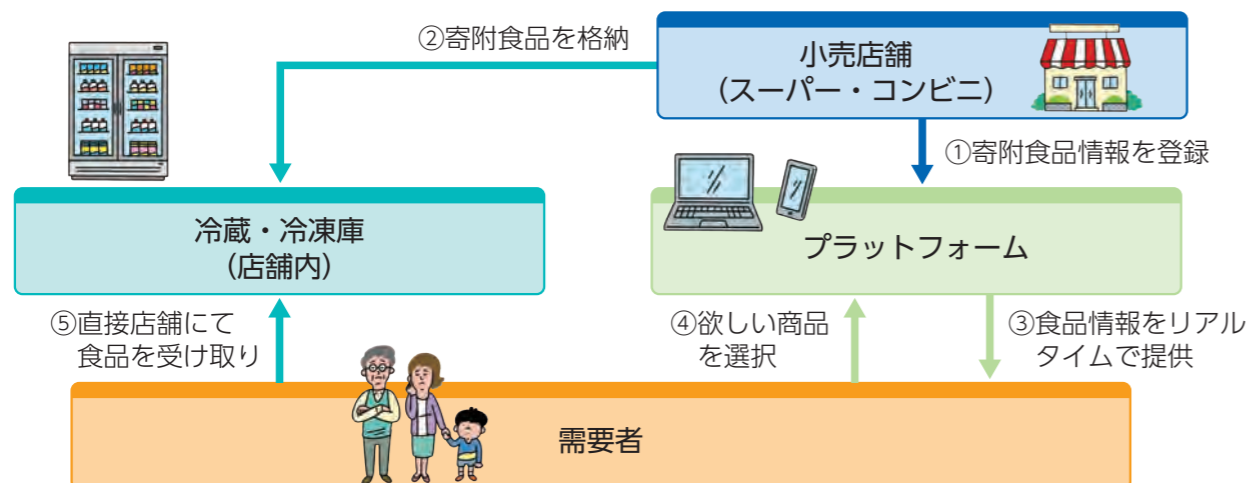 ②寄附食品を格納
小売店舗
(スーパー・コンビニ)
①寄附食品情報を登録
冷蔵・冷凍庫
(店舗内)
プラットフォーム
⑤直接店舗にて
食品を受け取り
④欲しい商品
を選択
③食品情報をリアル
タイムで提供
需要者